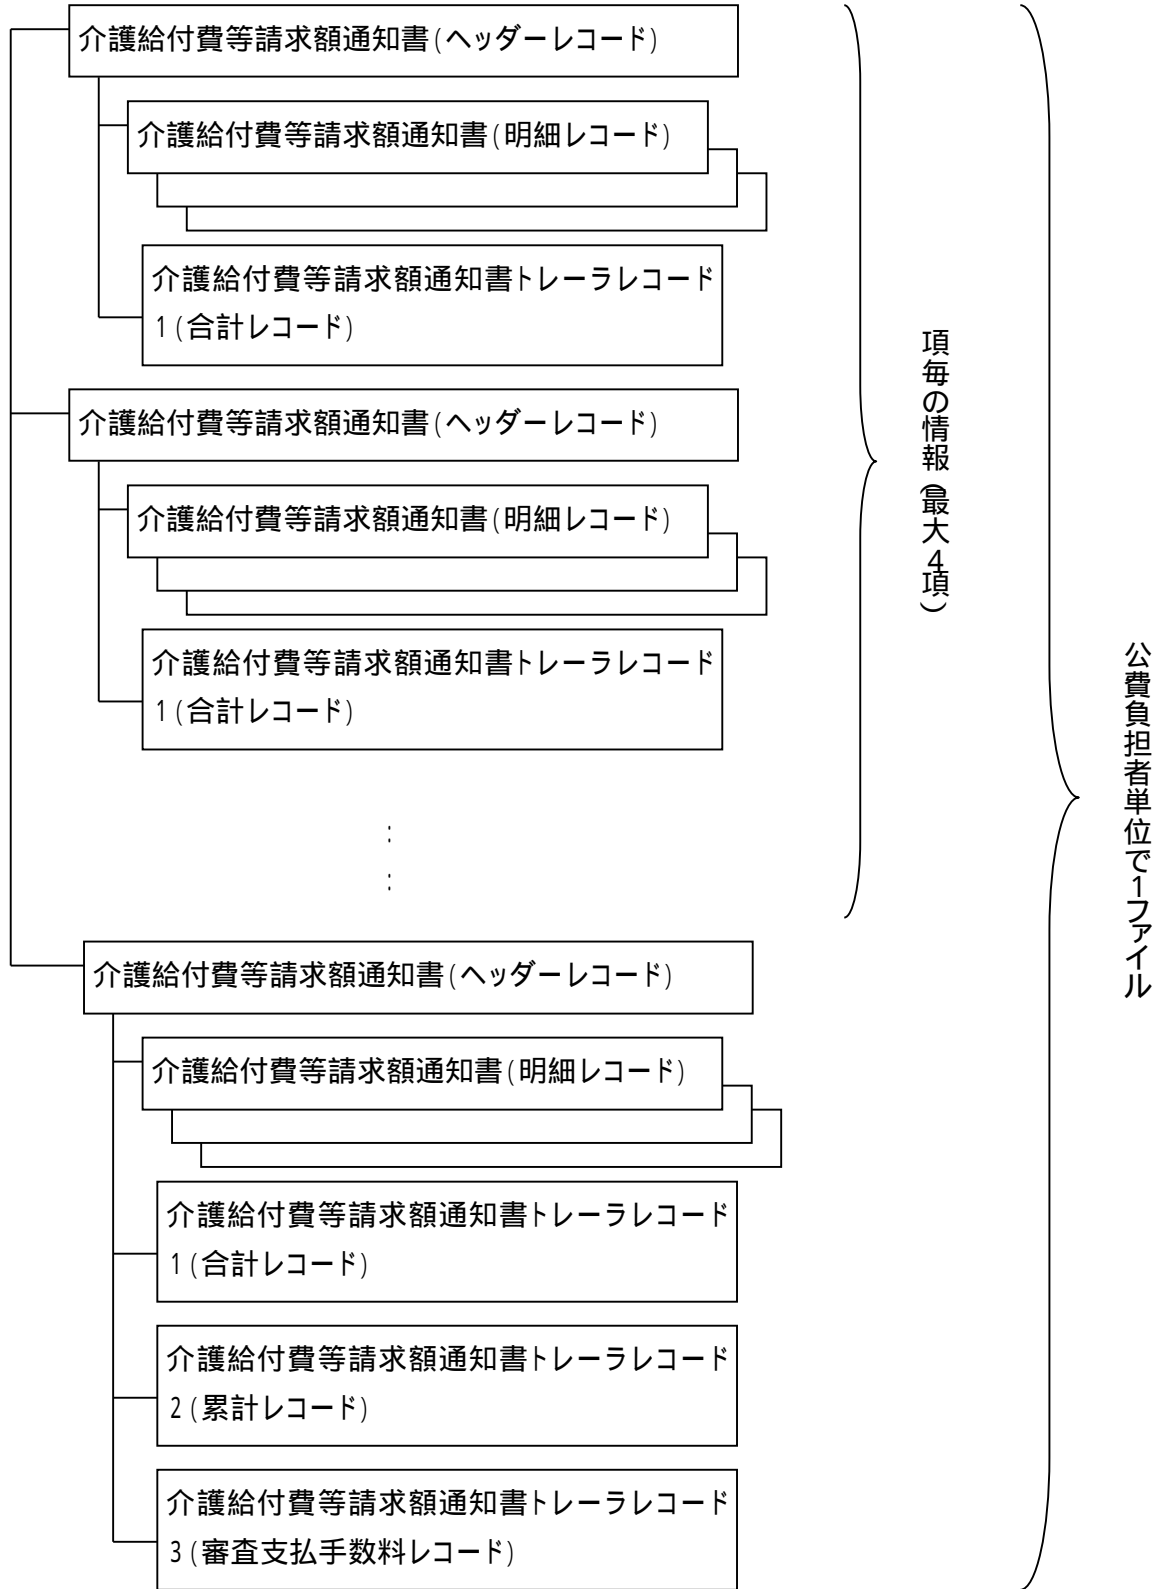 介護給付費等請求額通知書(ヘッダーレコード)
介護給付費等請求額通知書(明細レコード)
介護給付費等請求額通知書トレーラレコード
1(合計レコード)
介護給付費等請求額通知書(ヘッダーレコード)
介護給付費等請求額通知書(明細レコード)
介護給付費等請求額通知書トレーラレコード
1(合計レコード)
:
:
介護給付費等請求額通知書(ヘッダーレコード)
介護給付費等請求額通知書(明細レコード)
介護給付費等請求額通知書トレーラレコード
1(合計レコード)
介護給付費等請求額通知書トレーラレコード
2(累計レコード)
介護給付費等請求額通知書トレーラレコード
3(審査支払手数料レコード)
項毎の情報(最大4項)
公費負担者単位で1ファイル